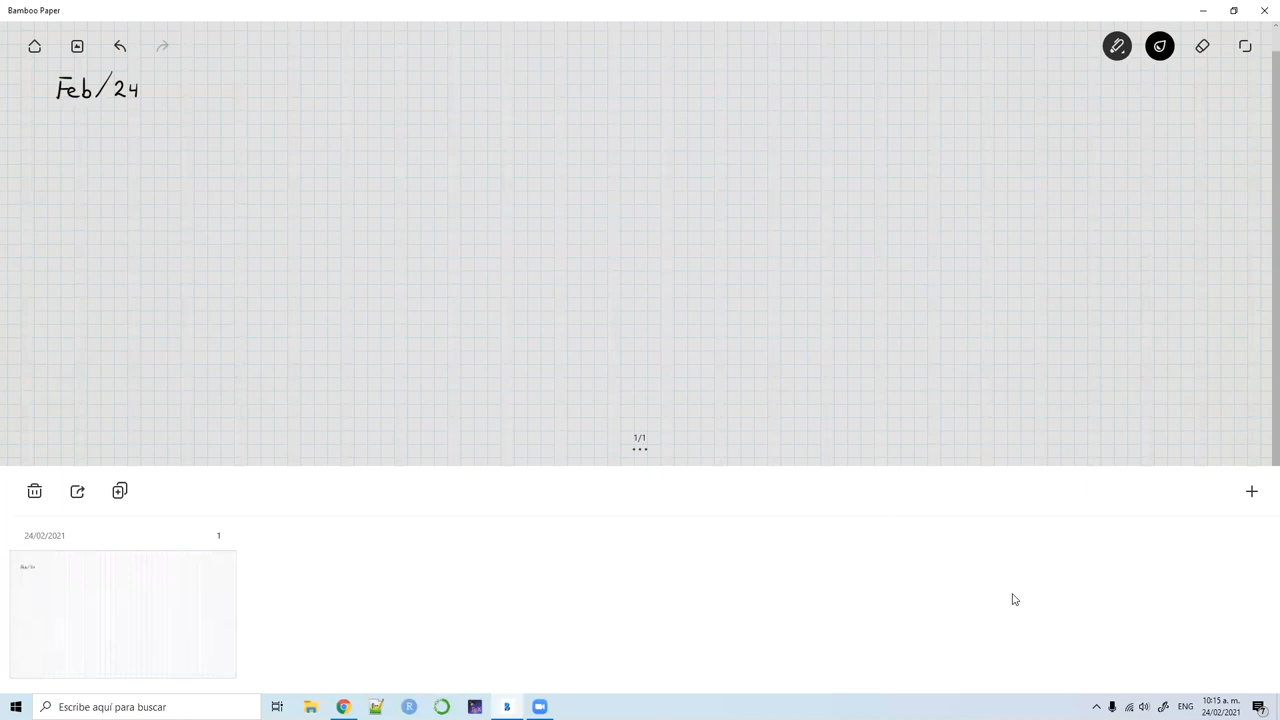 Bamboo Paper
Feb/24
1/1
24/02/2021 1
Escribe aquí para buscar
ENG
10:15 a. m.
24/02/2021